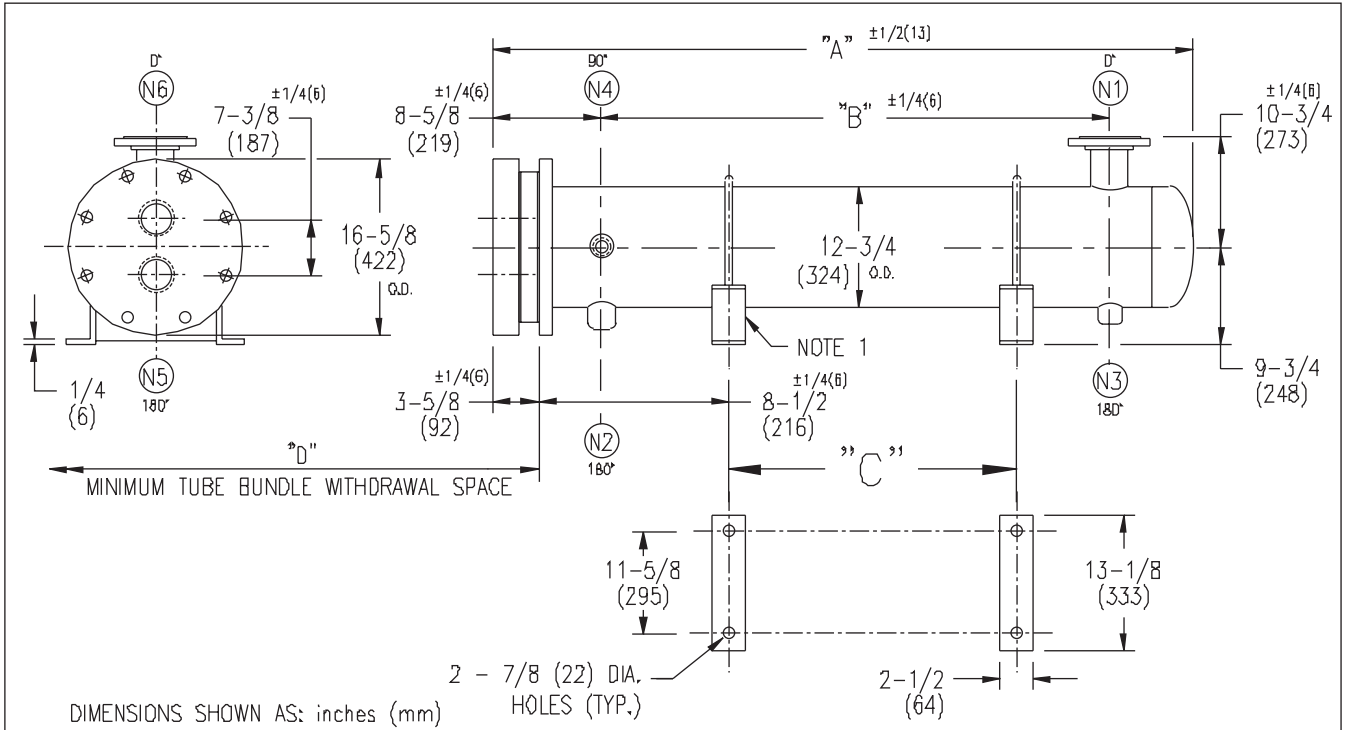 D°
N6
±1/4(6)
7-3/8
(187)
16-5/8
(422)
O.D.
1/4
(6)
N5
180°
"A" ±1/2(13)
90°
N4
D°
N1
±1/4(6)
8-5/8
(219)
"B" ±1/4(6)
±1/4(6)
10-3/4
(273)
12-3/4
(324) O.D.
NOTE 1
±1/4(6)
3-5/8
(92)
N2
180°
±1/4(6)
8-1/2
(216)
N3
180°
9-3/4
(248)
"D"
MINIMUM TUBE BUNDLE WITHDRAWAL SPACE
"C"
11-5/8
(295)
13-1/8
(333)
2 - 7/8 (22) DIA.
HOLES (TYP.)
2-1/2
(64)
DIMENSIONS SHOWN AS: inches (mm)